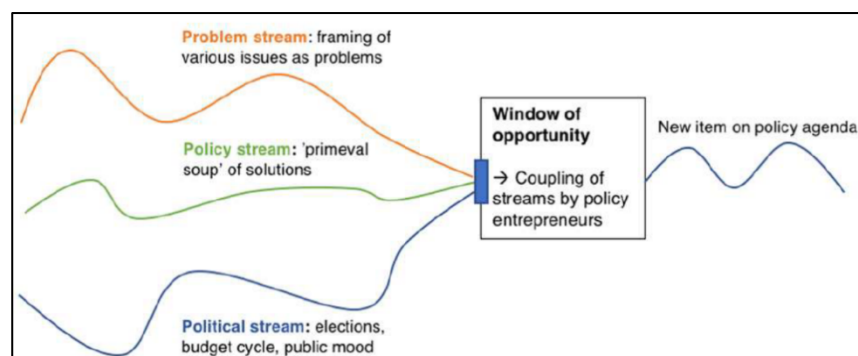 Problem stream: framing of
various issues as problems
Policy stream: 'primeval
soup' of solutions
Political stream: elections,
budget cycle, public mood
Window of
opportunity
→ Coupling of
streams by policy
entrepreneurs
New item on policy agenda